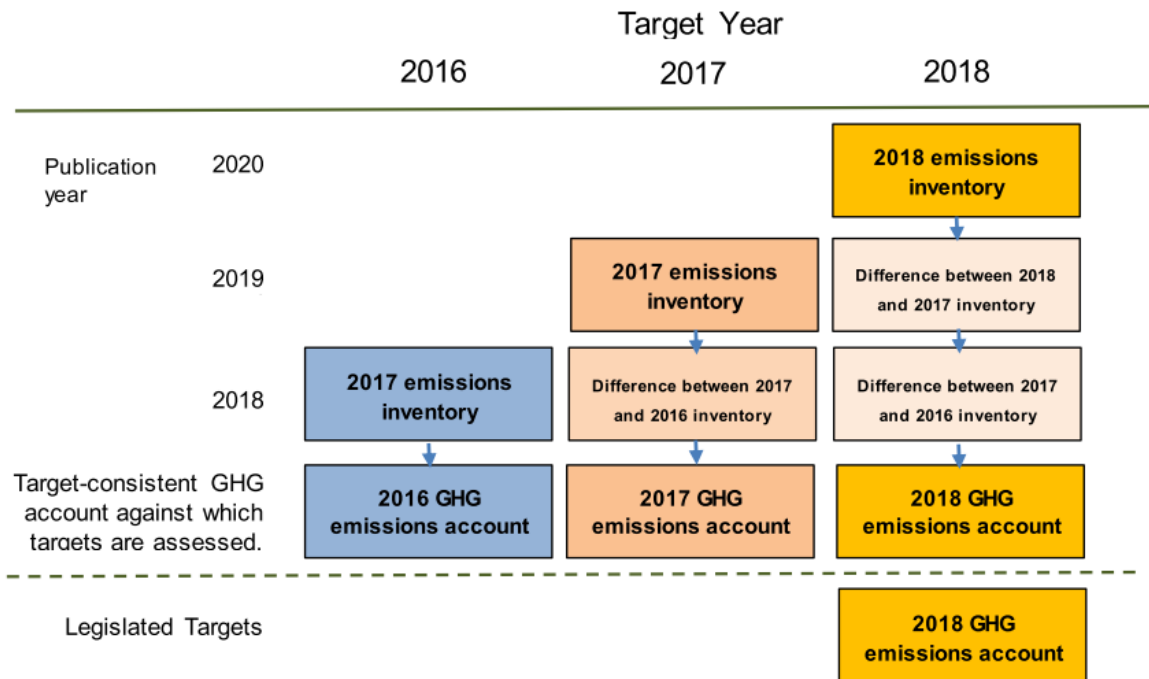 Target Year
2016
2017
2018
Publication
year
2020
2018 emissions
inventory
2019
2017 emissions
inventory
Difference between 2018
and 2017 inventory
2018
2017 emissions
inventory
Difference between 2017
and 2016 inventory
Difference between 2017
and 2016 inventory
Target-consistent GHG
account against which
targets are assessed.
2016 GHG
emissions account
2017 GHG
emissions account
2018 GHG
emissions account
Legislated Targets
2018 GHG
emissions account